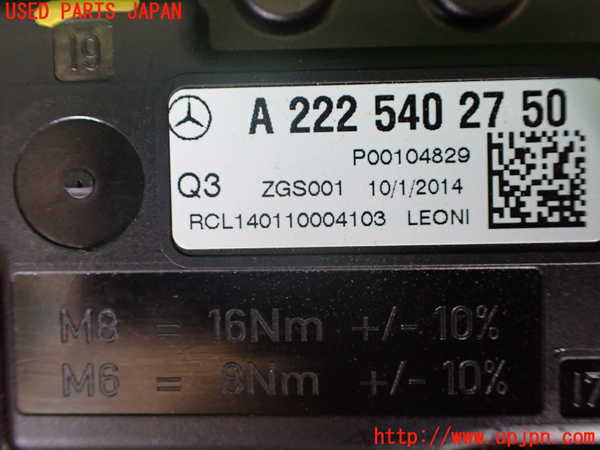 USED PARTS JAPAN
19
A 222 540 27 50
P00104829
Q3 ZGS001 10/1/2014
RCL140110004103 LEONI
M8 = 16Nm +/- 10%
M6 = 8Nm +/- 10%
17
http://www.upjpn.com/